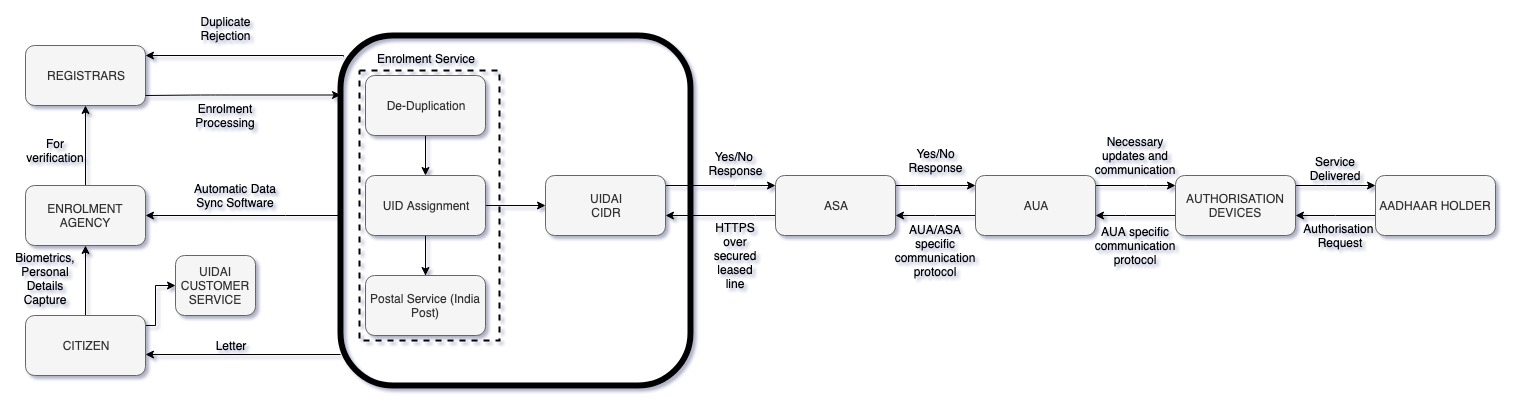 Duplicate
Rejection
REGISTRARS
Enrolment
Processing
For
verification
ENROLMENT
AGENCY
Automatic Data
Sync Software
Biometrics,
Personal
Details
Capture
UIDAI
CUSTOMER
SERVICE
CITIZEN
Letter
Enrolment Service
De-Duplication
UID Assignment
Postal Service (India
Post)
UIDAI
CIDR
Yes/No
Response
HTTPS
over
secured
leased
line
ASA
Yes/No
Response
AUA/ASA
specific
communication
protocol
AUA
Necessary
updates and
communication
AUA specific
communication
protocol
AUTHORISATION
DEVICES
Service
Delivered
Authorisation
Request
AADHAAR HOLDER